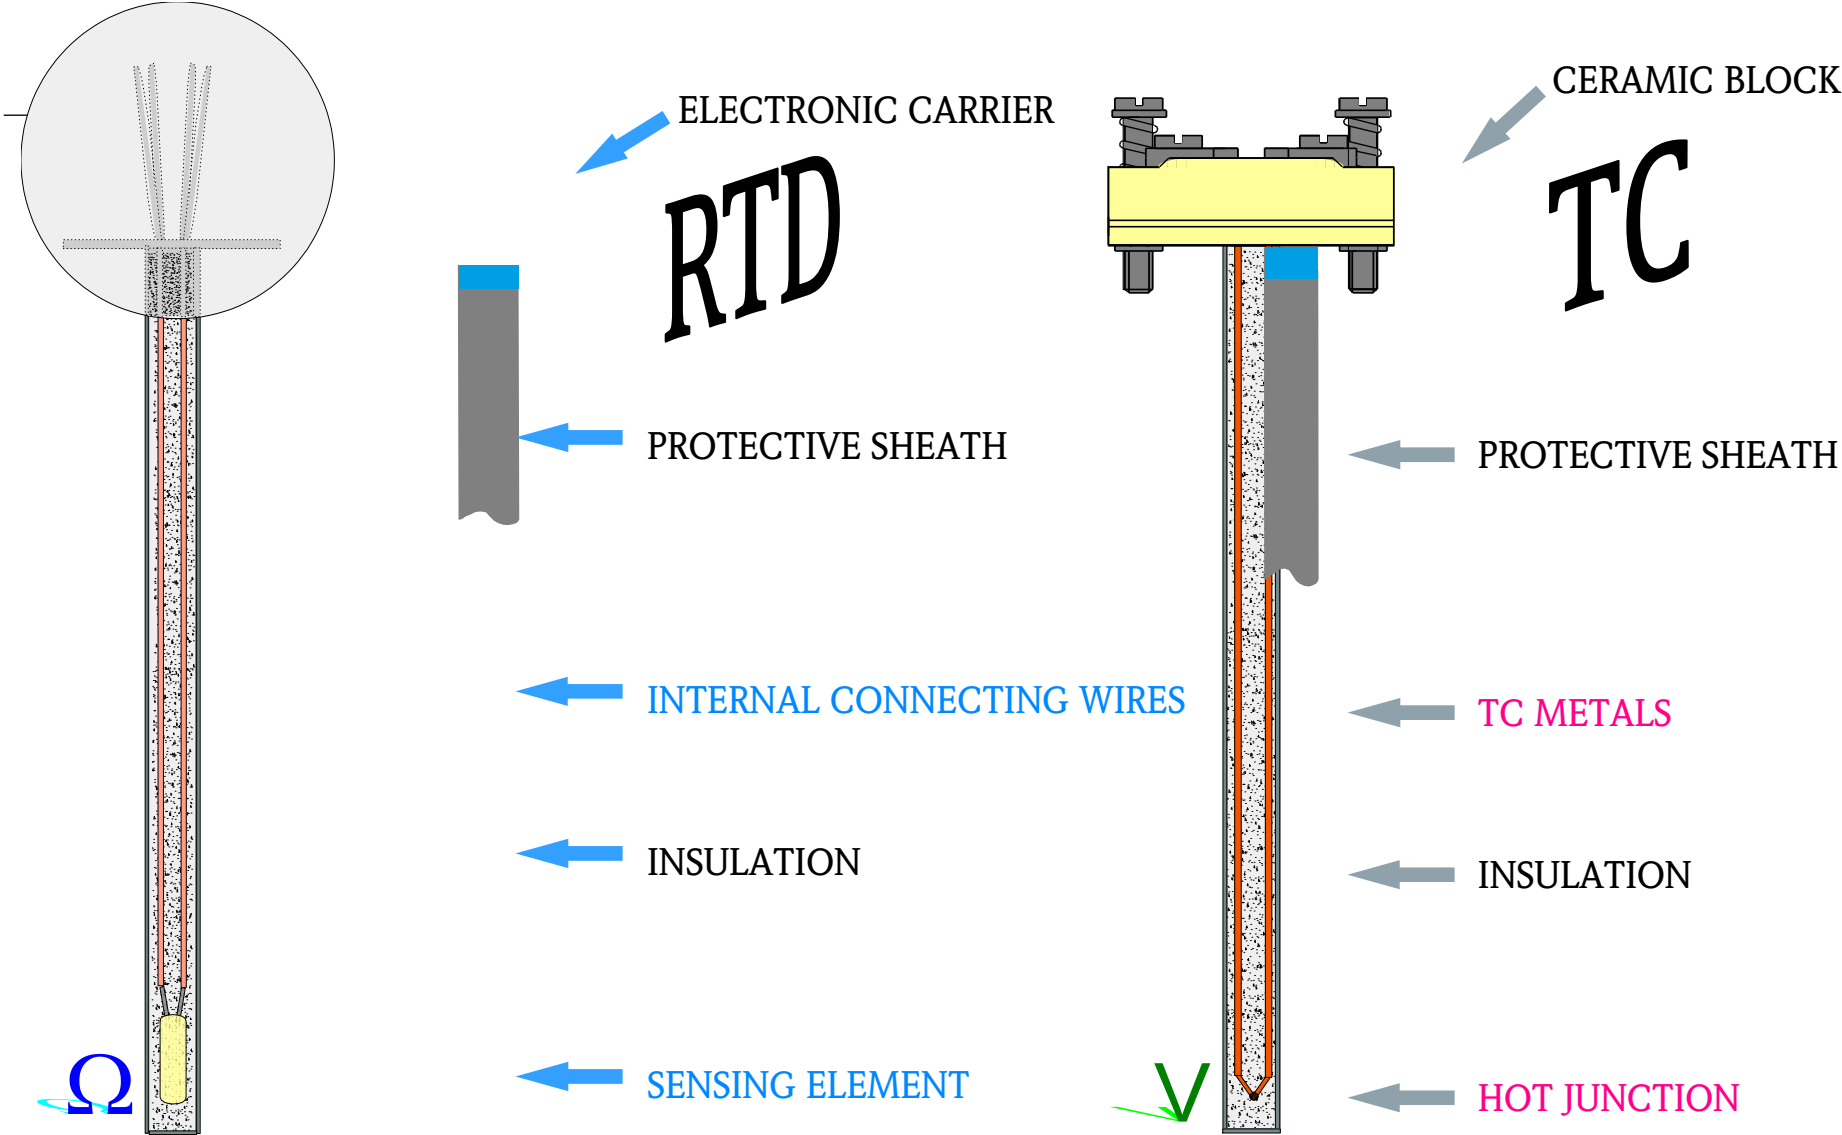 ELECTRONIC CARRIER
RTD
PROTECTIVE SHEATH
INTERNAL CONNECTING WIRES
INSULATION
SENSING ELEMENT
Ω
CERAMIC BLOCK
TC
PROTECTIVE SHEATH
TC METALS
INSULATION
HOT JUNCTION
V